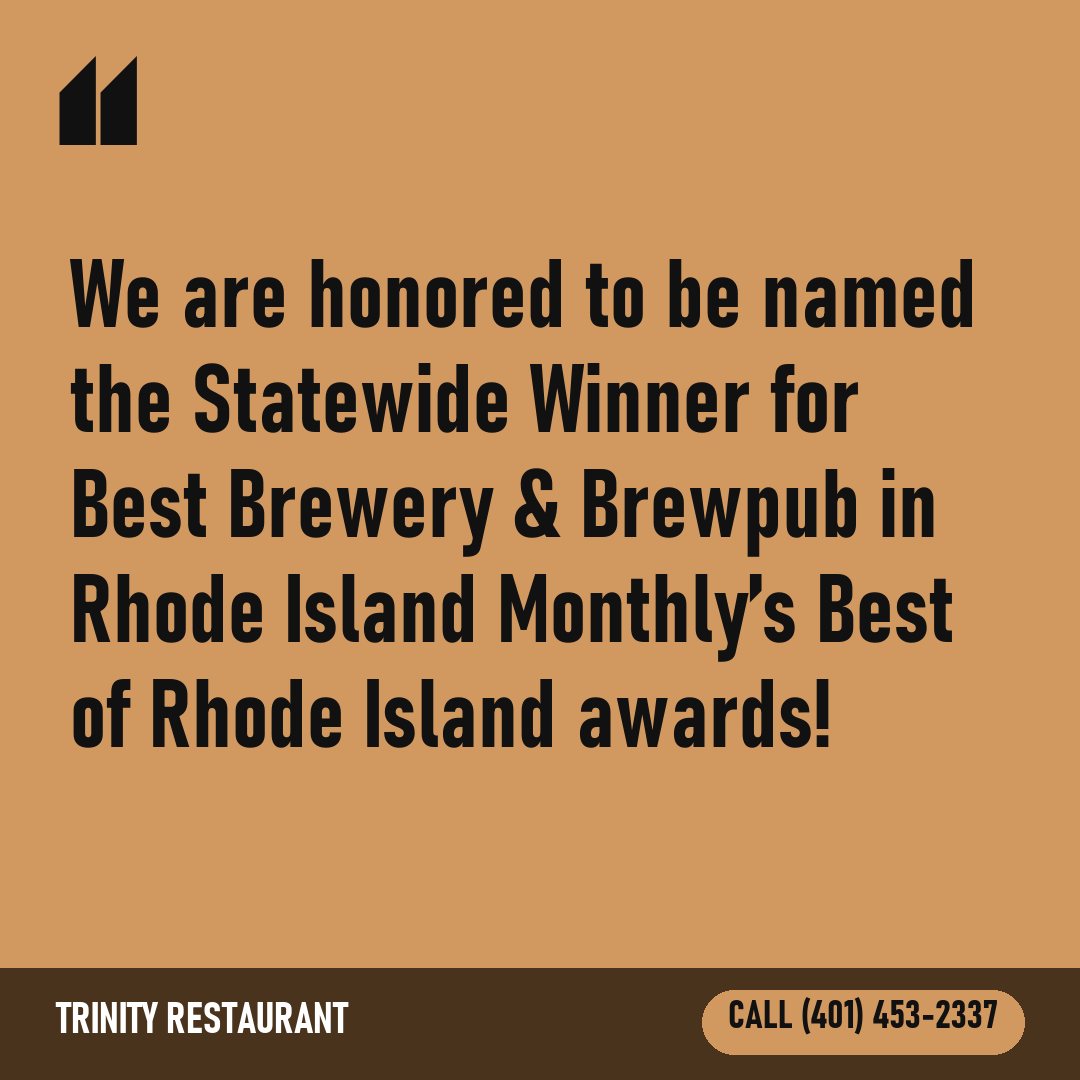 We are honored to be named
the Statewide Winner for
Best Brewery & Brewpub in
Rhode Island Monthly’s Best
of Rhode Island awards!
TRINITY RESTAURANT
CALL (401) 453-2337